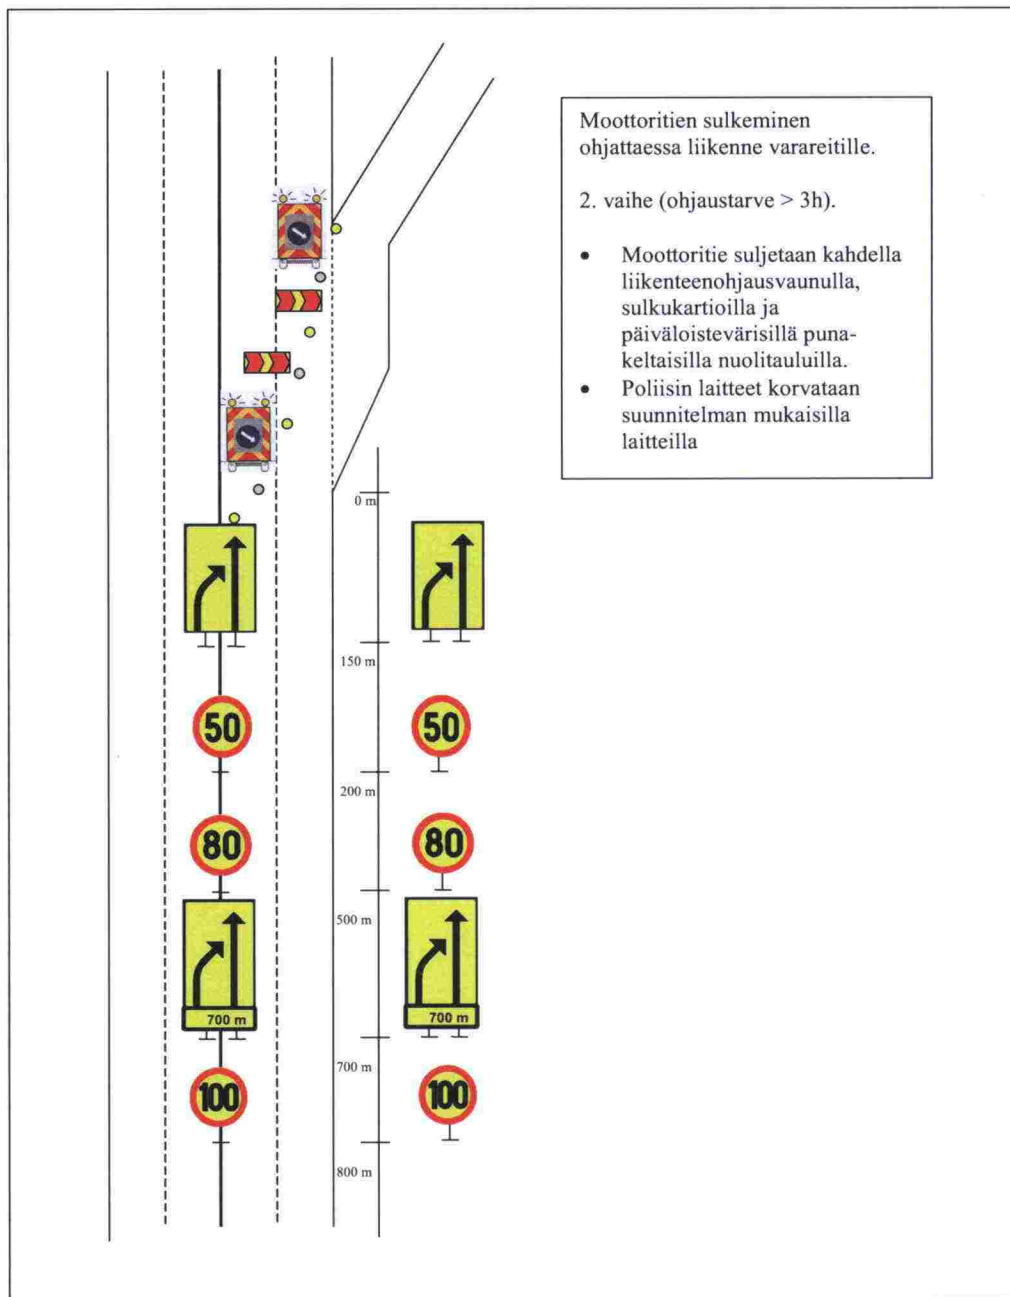 Moottoritien sulkeminen
ohjattaessa liikenne varareitille.
2. vaihe (ohjaustarve > 3h).
• Moottoritie suljetaan kahdella
liikenteenohjausvaunulla,
sulkukartioilla ja
päiväloistevärisillä puna-
keltaisilla nuolitauluilla.
• Poliisin laitteet korvataan
suunnitelman mukaisilla
laitteilla
0 m
150 m
50 50
200 m
80 80
500 m
700 m 700 m
700 m
100 100
800 m